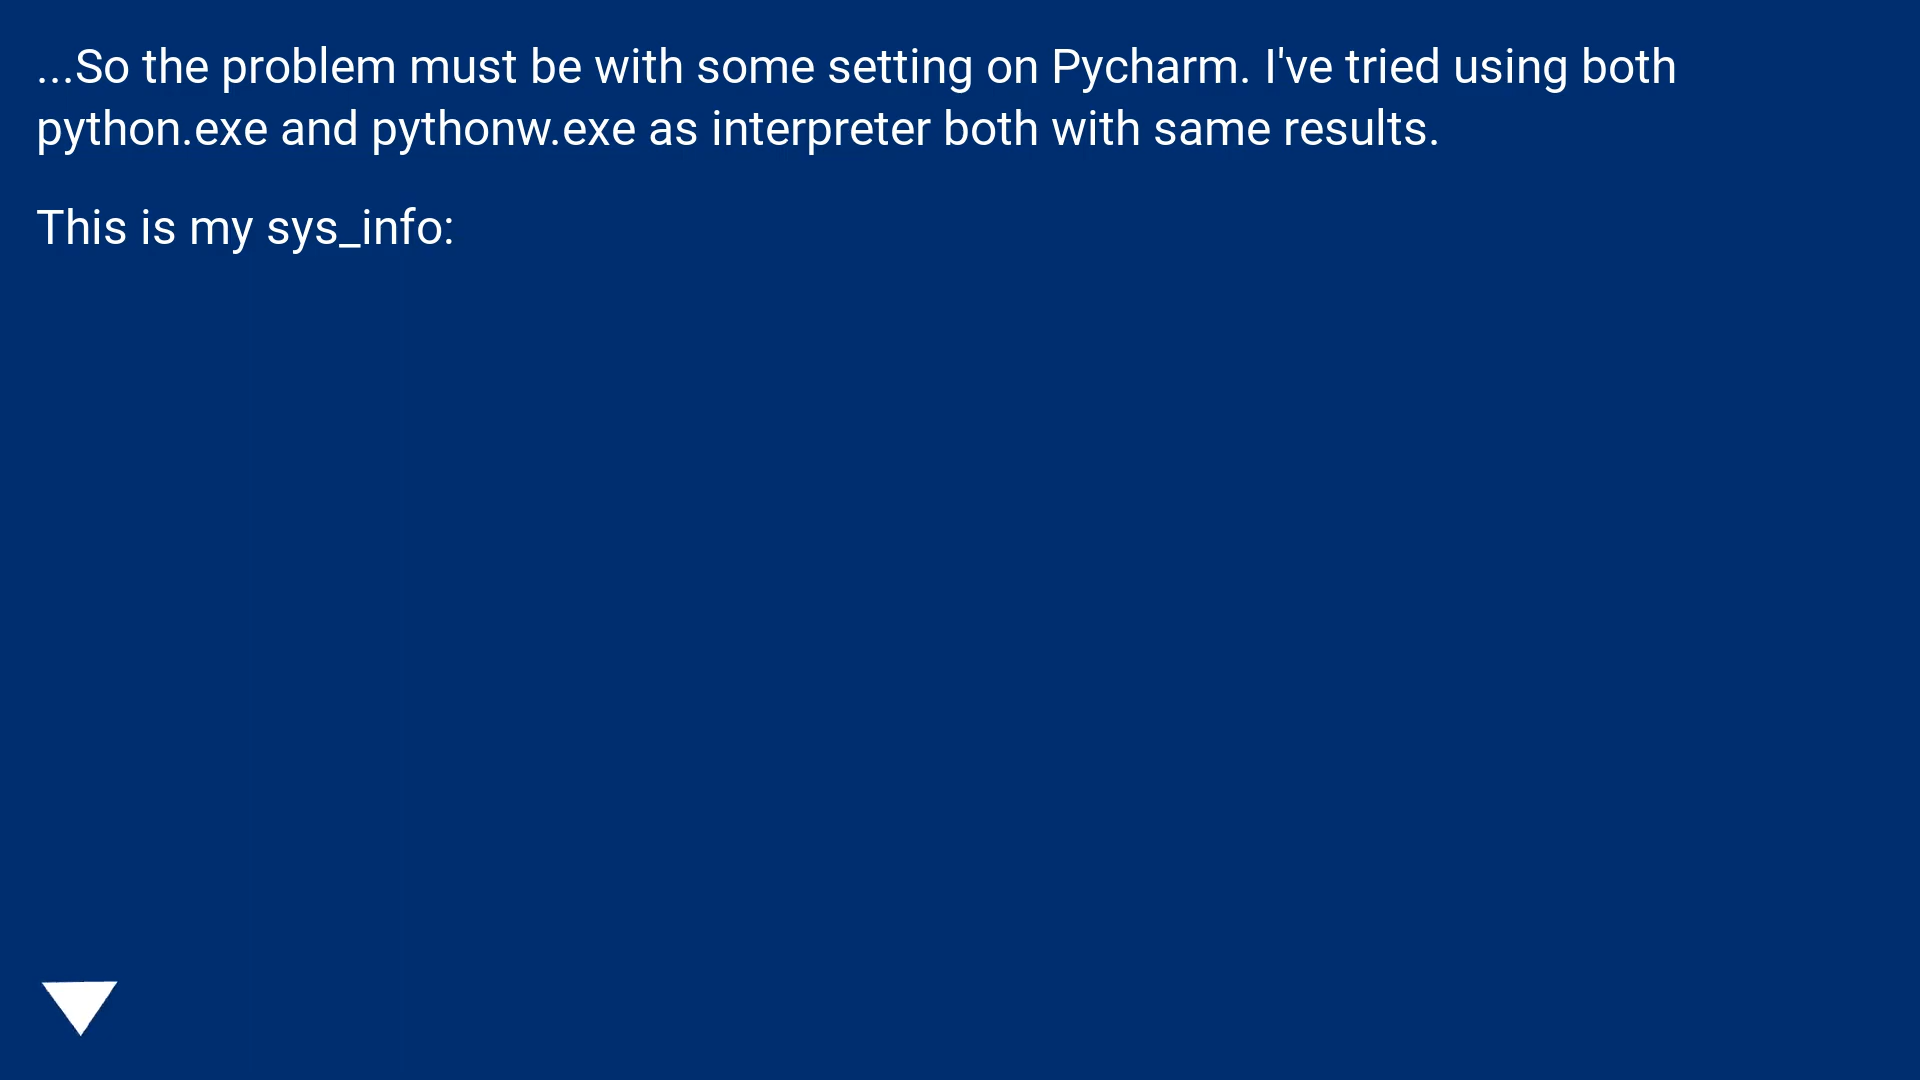 ...So the problem must be with some setting on Pycharm. I've tried using both
python.exe and pythonw.exe as interpreter both with same results.
This is my sys_info: